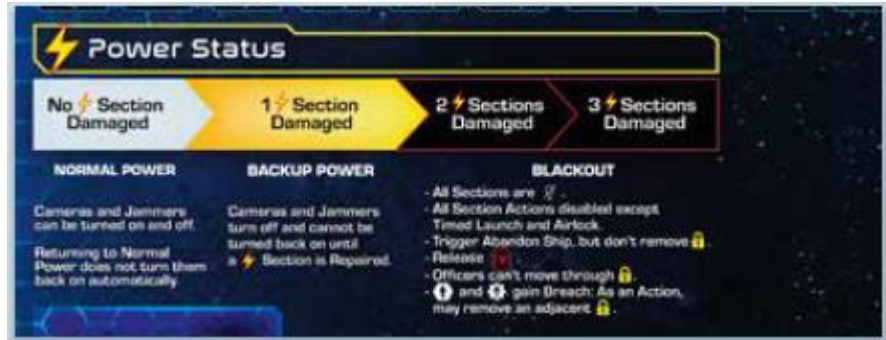 Power Status
No Section
Damaged
1 Section
Damaged
2 Sections
Damaged
3 Sections
Damaged
NORMAL POWER
Cameras and Jammers
can be turned on and off.
Returning to Normal
Power does not turn them
back on automatically.
BACKUP POWER
Cameras and Jammers
turn off and cannot be
turned back on until
a Section is Repaired.
BLACKOUT
- All Sections are .
- All Section Actions disabled except
Timed Launch and Airlock.
- Trigger Abandon Ship, but don't remove .
- Release .
- Officers can't move through .
- and gain Breach: As an Action,
may remove an adjacent .